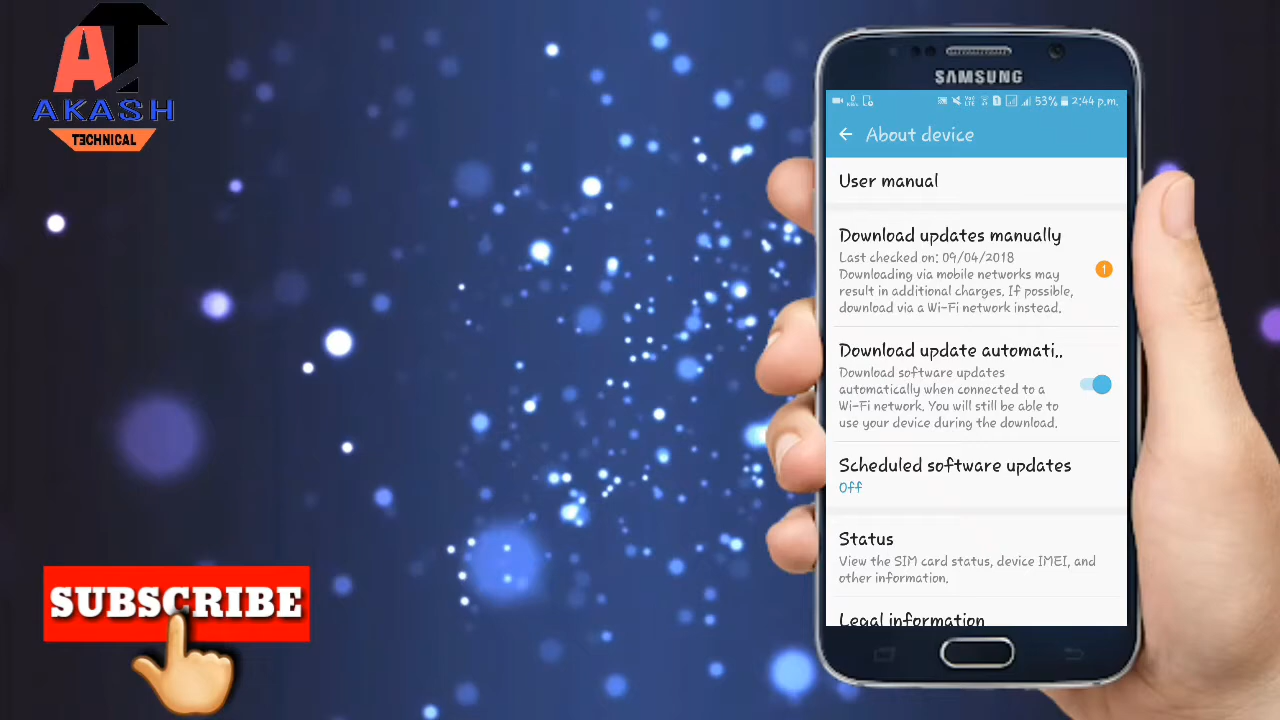 AT
AKASH
TECHNICAL
SUBSCRIBE
SAMSUNG
53% 2:44 p.m.
About device
User manual
Download updates manually
Last checked on: 09/04/2018
Downloading via mobile networks may
result in additional charges. If possible,
download via a Wi-Fi network instead.
Download update automati..
Download software updates
automatically when connected to a
Wi-Fi network. You will still be able to
use your device during the download.
Scheduled software updates
Off
Status
View the SIM card status, device IMEI, and
other information.
Legal information